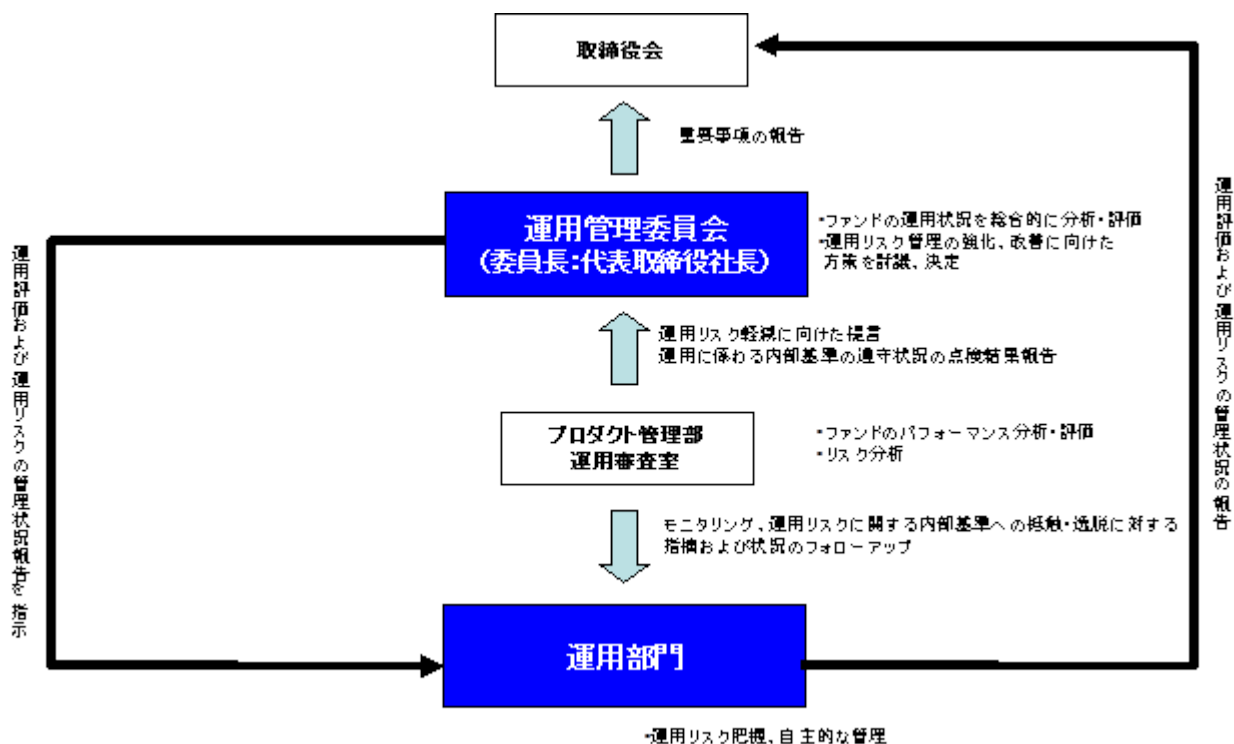 取締役会
重要事項の報告
運用管理委員会
（委員長：代表取締役社長）
・ファンドの運用状況を総合的に分析・評価
・運用リスク管理の強化、改善に向けた
方策を討議、決定
運用リスク軽減に向けた提言
運用に係わる内部基準の遵守状況の点検結果報告
プロダクト管理部
運用審査室
・ファンドのパフォーマンス分析・評価
・リスク分析
モニタリング、運用リスクに関する内部基準への抵触・逸脱に対する
指摘および状況のフォローアップ
運用部門
・運用リスク把握、自主的な管理
運用評価および運用リスクの管理状況報告を指示
運用評価および運用リスクの管理状況の報告